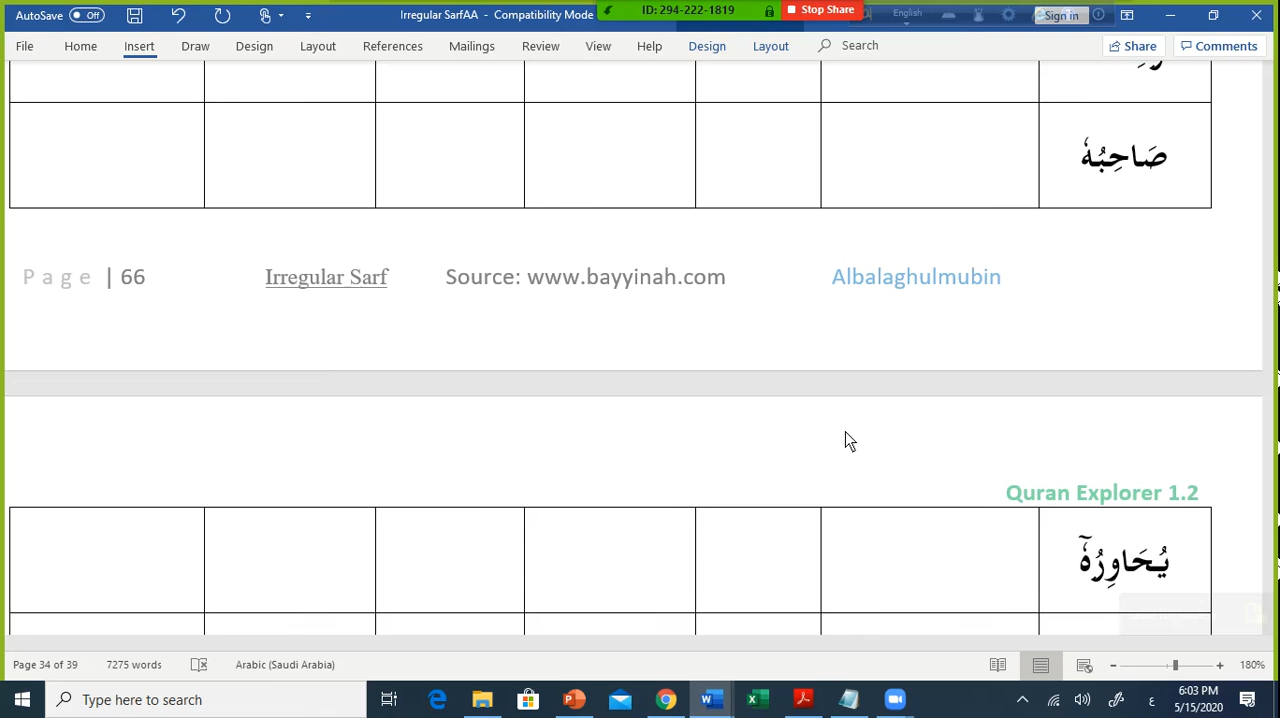 AutoSave Off Irregular SarfAA - Compatibility Mode ID: 294-222-1819 Stop Share English Sign in
File Home Insert Draw Design Layout References Mailings Review View Help Design Layout Search Share Comments
صَاحِبُهٗ
Page | 66 Irregular Sarf Source: www.bayyinah.com Albalaghulmubin
Quran Explorer 1.2
يُحَاوِرُهٗٓ
Page 34 of 39 7275 words Arabic (Saudi Arabia) 180%
Type here to search ع 6:03 PM
5/15/2020